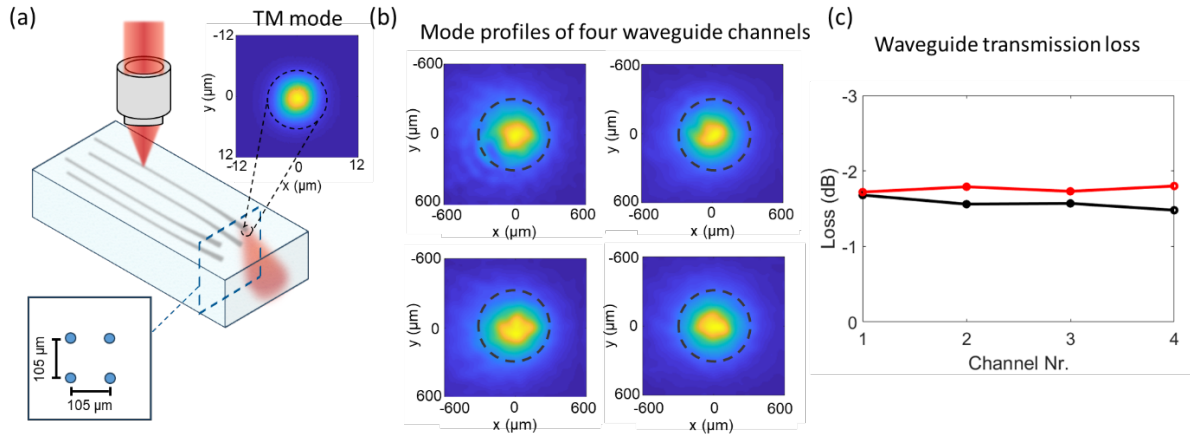 (a)
TM mode
-12
0
12
-12
0
12
y (μm)
x (μm)
105 μm
105 μm
(b)
Mode profiles of four waveguide channels
-600
0
600
-600
0
600
y (μm)
x (μm)
-600
0
600
-600
0
600
y (μm)
x (μm)
-600
0
600
-600
0
600
y (μm)
x (μm)
-600
0
600
-600
0
600
y (μm)
x (μm)
(c)
Waveguide transmission loss
-3
-2
-1
0
Loss (dB)
1
2
3
4
Channel Nr.